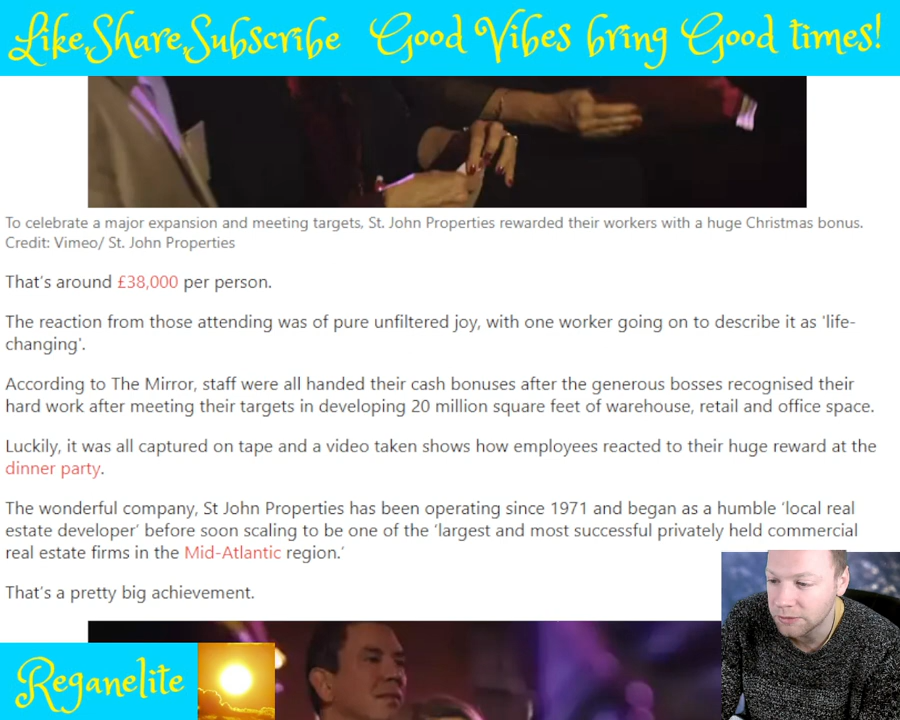 Like,Share,Subscribe Good Vibes bring Good times!
To celebrate a major expansion and meeting targets, St. John Properties rewarded their workers with a huge Christmas bonus.
Credit: Vimeo/ St. John Properties
That's around £38,000 per person.
The reaction from those attending was of pure unfiltered joy, with one worker going on to describe it as 'life-
changing'.
According to The Mirror, staff were all handed their cash bonuses after the generous bosses recognised their
hard work after meeting their targets in developing 20 million square feet of warehouse, retail and office space.
Luckily, it was all captured on tape and a video taken shows how employees reacted to their huge reward at the
dinner party.
The wonderful company, St John Properties has been operating since 1971 and began as a humble 'local real
estate developer' before soon scaling to be one of the 'largest and most successful privately held commercial
real estate firms in the Mid-Atlantic region.'
That's a pretty big achievement.
Reganelite